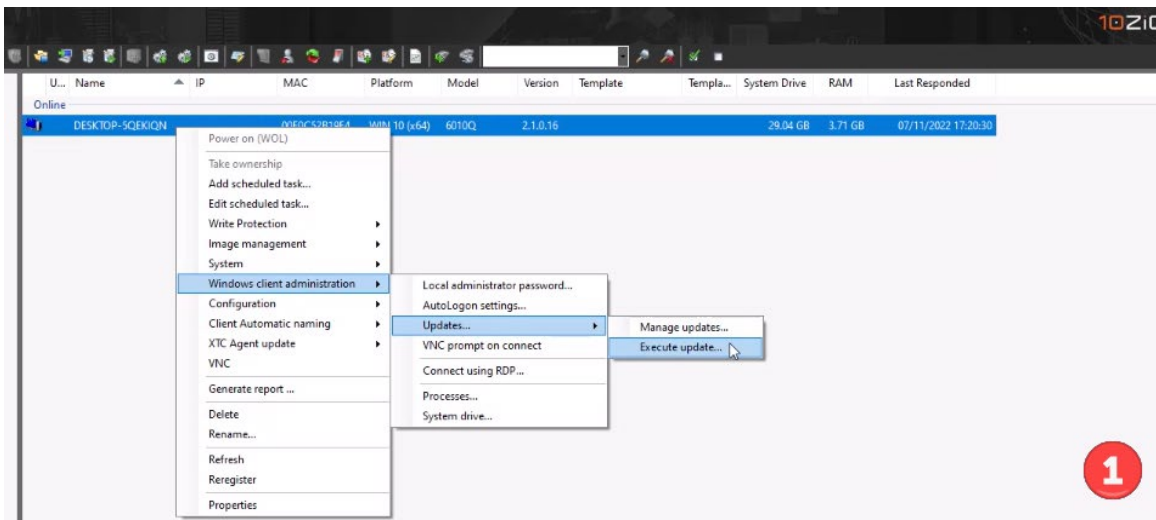 10ZiG
U... Name IP MAC Platform Model Version Template Templa... System Drive RAM Last Responded
Online
DESKTOP-SQEKIQN 00E0C52B19E4 WIN 10 (x64) 6010Q 2.1.0.16 29.04 GB 3.71 GB 07/11/2022 17:20:30
Power on (WOL)
Take ownership
Add scheduled task...
Edit scheduled task...
Write Protection
Image management
System
Windows client administration
Configuration
Client Automatic naming
XTC Agent update
VNC
Generate report ...
Delete
Rename...
Refresh
Reregister
Properties
Local administrator password...
AutoLogon settings...
Updates...
VNC prompt on connect
Connect using RDP...
Processes...
System drive...
Manage updates...
Execute update...
1